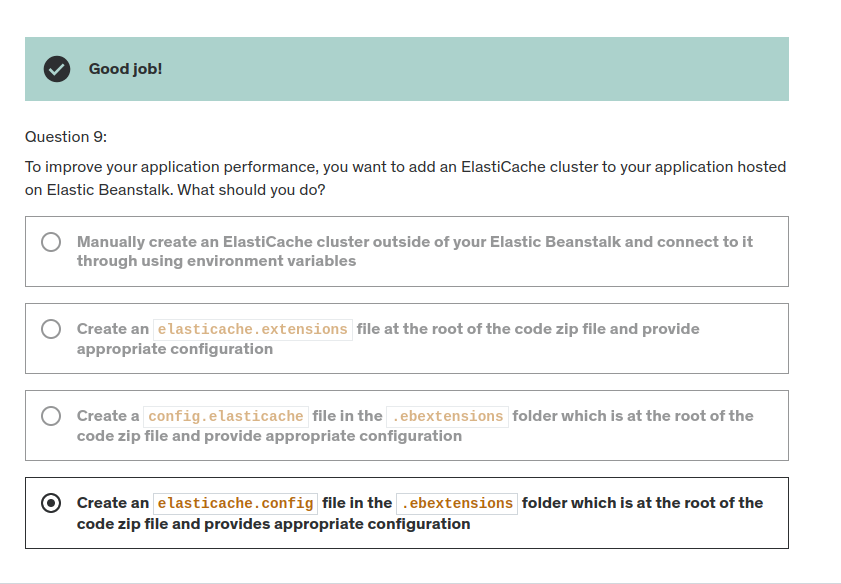 Good job!
Question 9:
To improve your application performance, you want to add an ElastiCache cluster to your application hosted
on Elastic Beanstalk. What should you do?
Manually create an ElastiCache cluster outside of your Elastic Beanstalk and connect to it
through using environment variables
Create an elasticache.extensions file at the root of the code zip file and provide
appropriate configuration
Create a config.elasticache file in the .ebextensions folder which is at the root of the
code zip file and provide appropriate configuration
Create an elasticache.config file in the .ebextensions folder which is at the root of the
code zip file and provides appropriate configuration